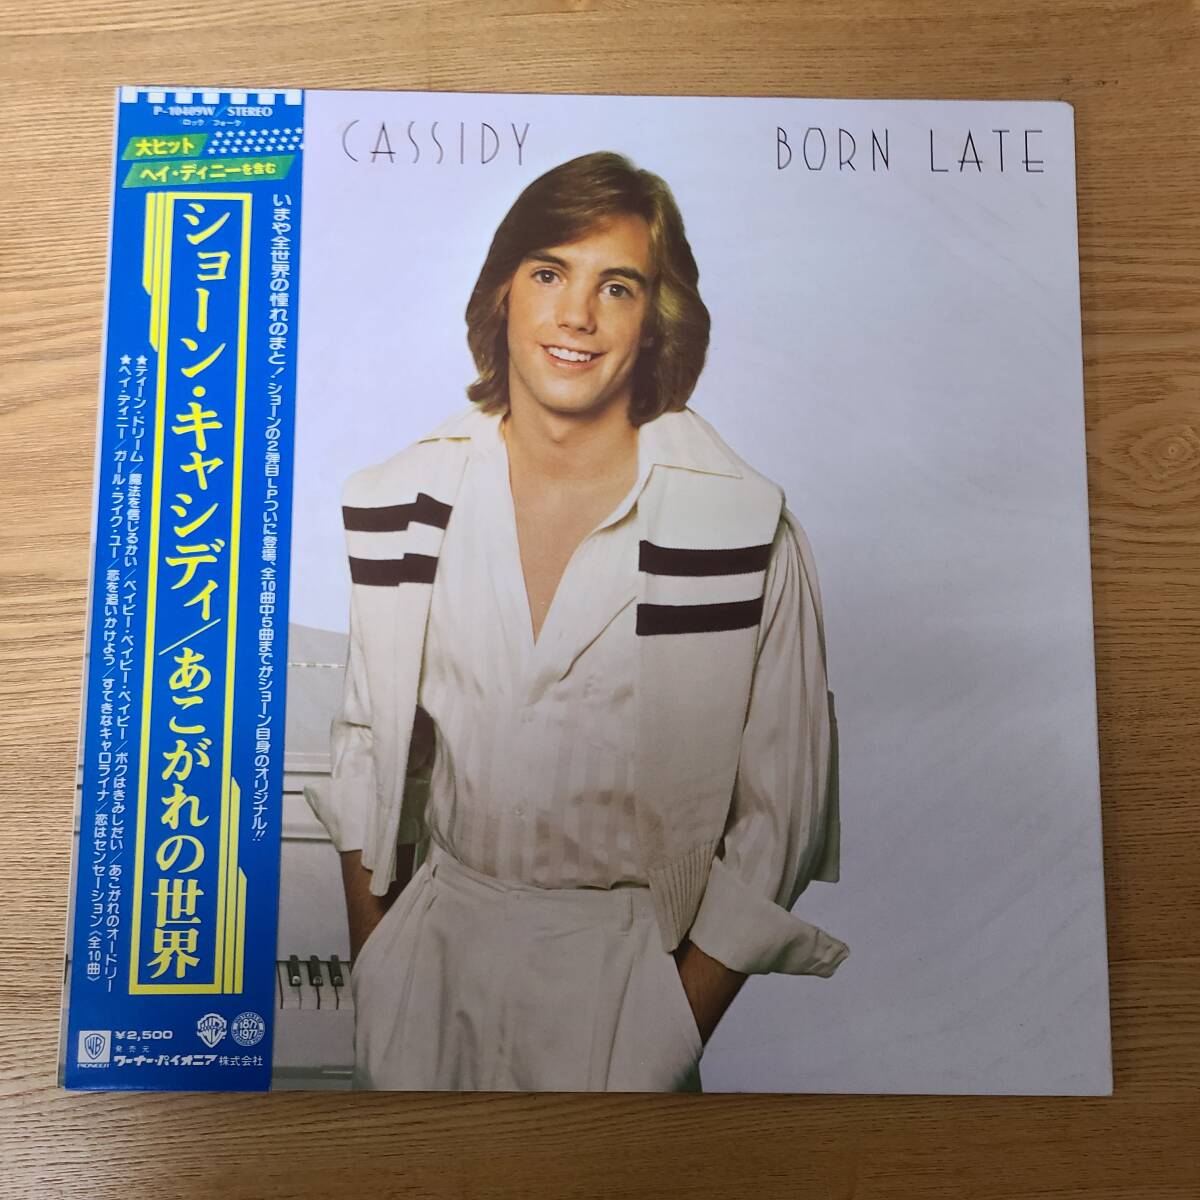 P-10409W/STEREO
(ロック フォーク)
大ヒット
ヘイ・ディニーを含む
CASSIDY
BORN LATE
いまや全世界の憧れのまと!ショーンの2弾目LPついに登場、全10曲中5曲までがショーン自身のオリジナル!!
ショーン・キャシディ/あこがれの世界
★ティーン・ドリーム/魔法を信じるかい/ベイビー・ベイビー・ベイビー/ボクはきみしだい/あこがれのオードリー
★ヘイ・ディニー/ガール・ライク・ユー/恋を追いかけよう/すてきなキャロライナ/恋はセンセーション〈全10曲〉
WB
PIONEER
¥2,500
発売元
ワーナー・パイオニア株式会社
1877
1977